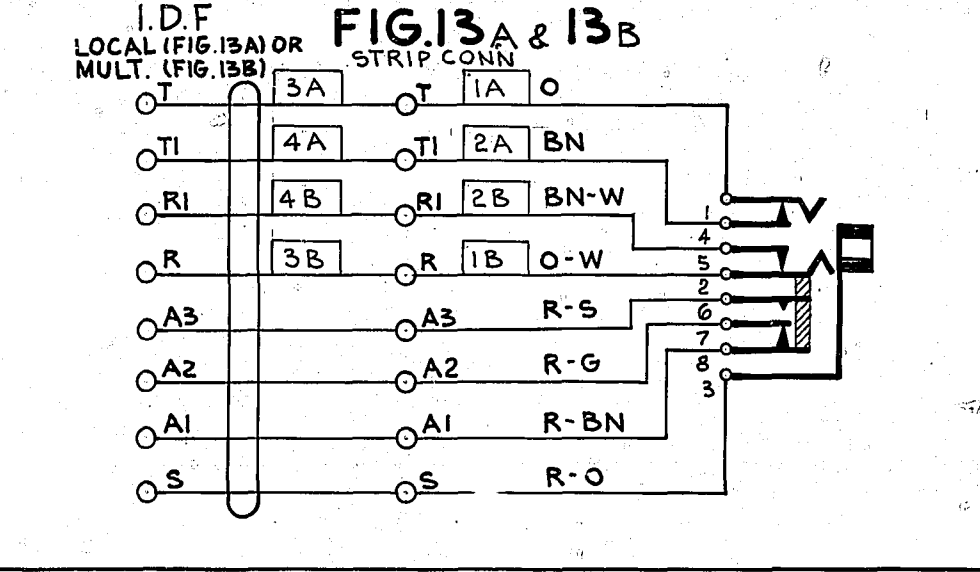 I.D.F
LOCAL (FIG.13A) OR
MULT. (FIG.13B)
FIG.13A & 13B
STRIP CONN
T 3A T 1A O
T1 4A T1 2A BN
R1 4B R1 2B BN-W
R 3B R 1B O-W
A3 A3 R-S
A2 A2 R-G
A1 A1 R-BN
S S R-O
1
4
5
2
6
7
8
3